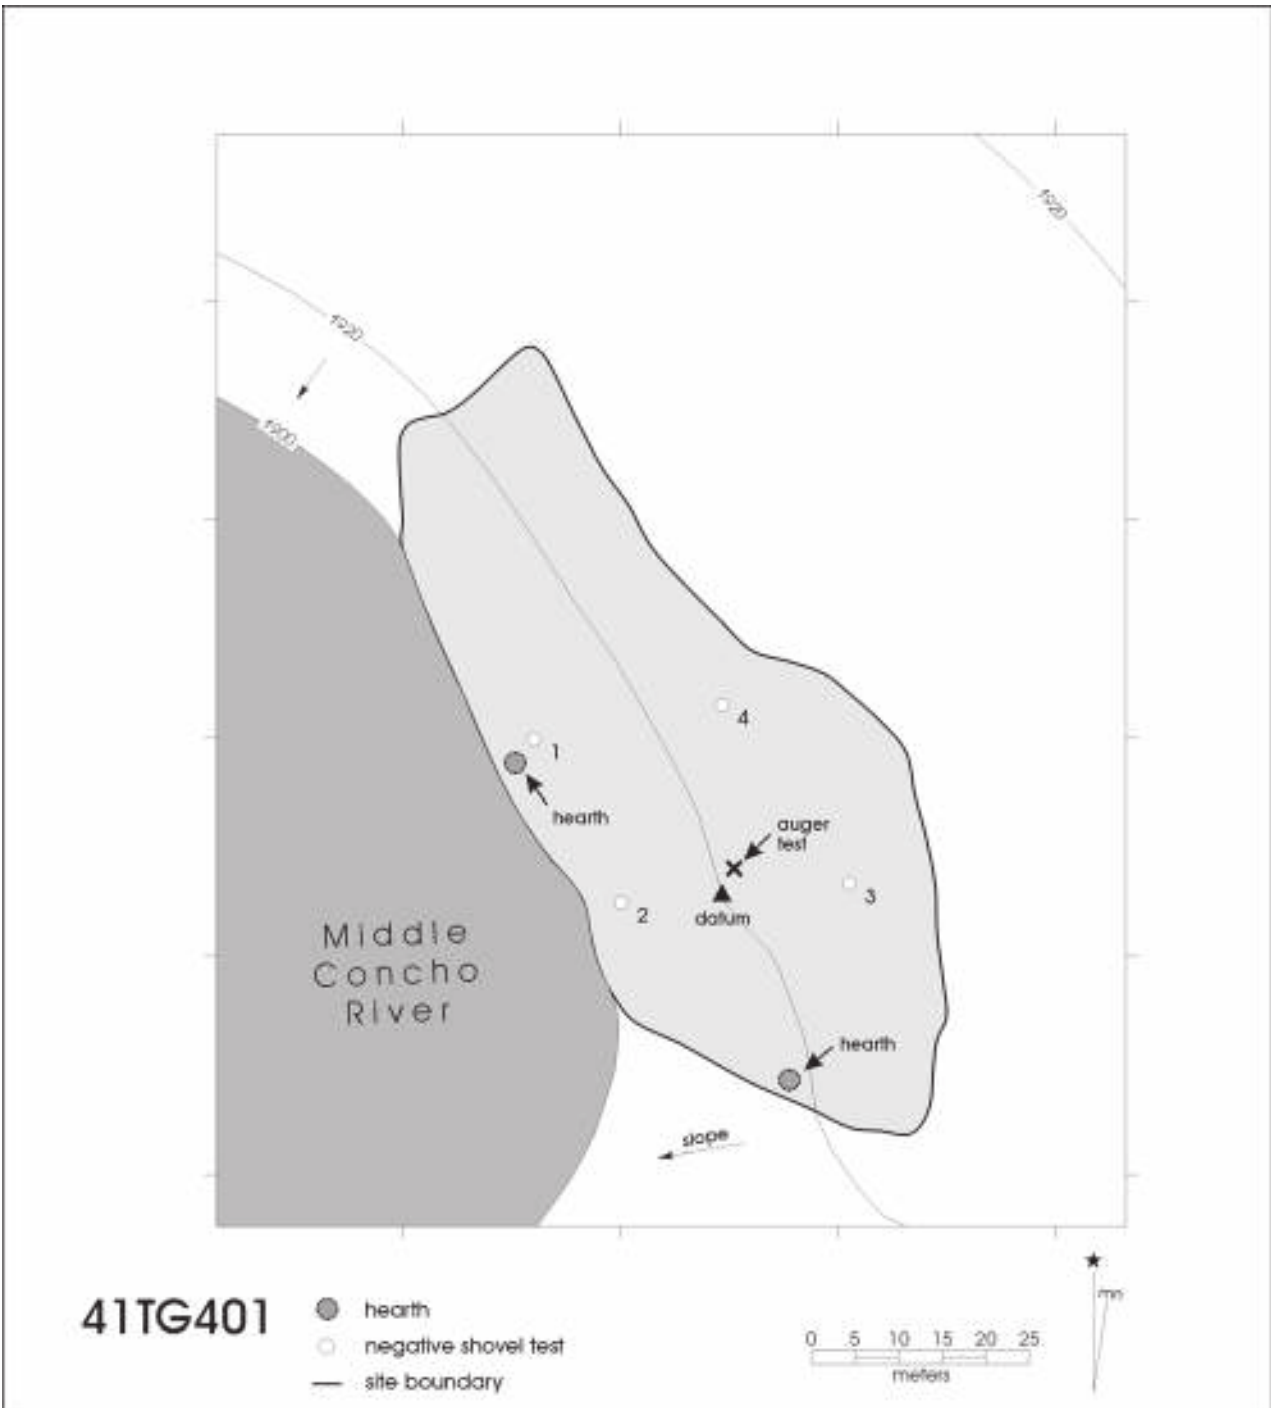 1920
1920
1900
4
1
hearth
auger
test
3
2
datum
Middle
Concho
River
hearth
slope
mn
41TG401
hearth
negative shovel test
site boundary
0 5 10 15 20 25
meters